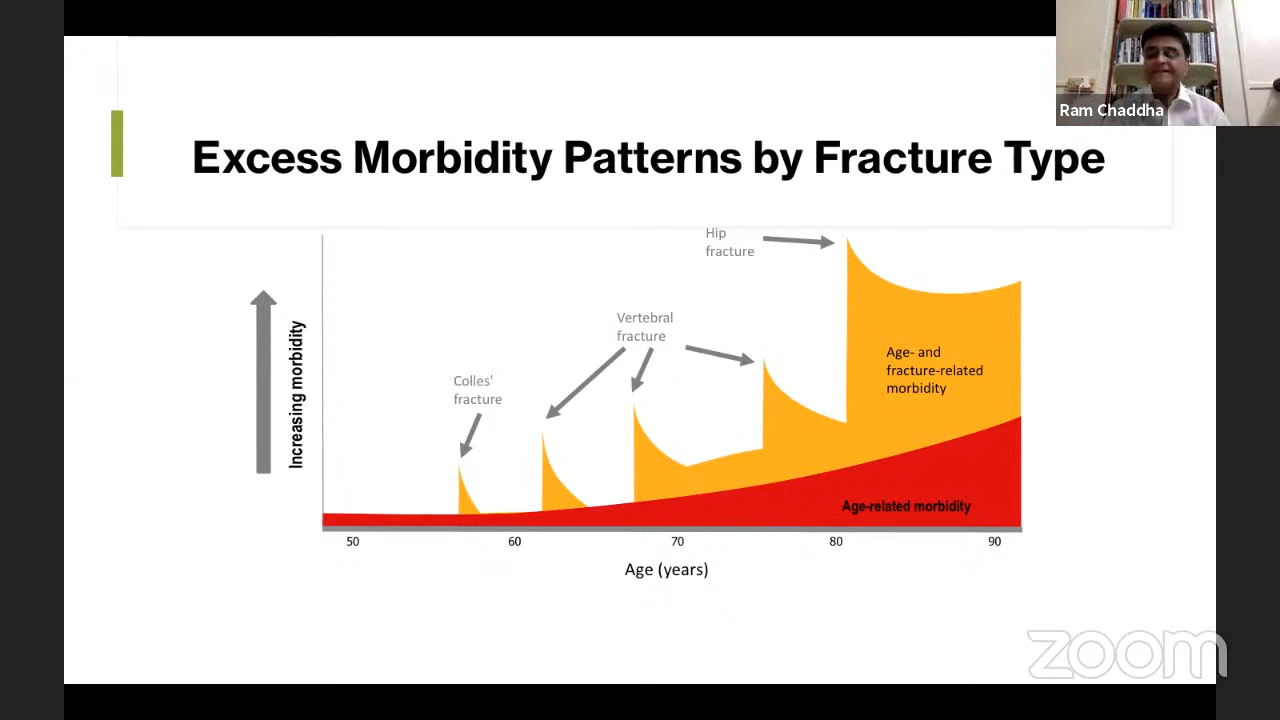 Ram Chaddha
Excess Morbidity Patterns by Fracture Type
Hip
fracture
Vertebral
fracture
Colles'
fracture
Increasing morbidity
Age- and
fracture-related
morbidity
Age-related morbidity
50 60 70 80 90
Age (years)
zoom